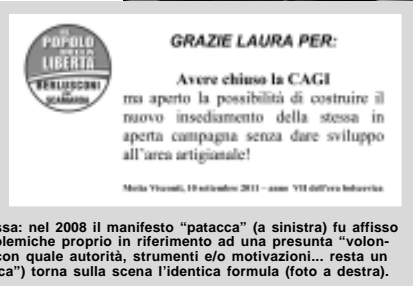 IL
POPOLO
DELLA
LIBERTÀ
BERLUSCONI
PER
SCAMARDA
GRAZIE LAURA PER:
Avere chiuso la CAGI
ma aperto la possibilità di costruire il
nuovo insediamento della stessa in
aperta campagna senza dare sviluppo
all'area artigianale!
Motta Visconti, 10 settembre 2011 - anno VII dell'era bolscevica
ssa: nel 2008 il manifesto “patacca” (a sinistra) fu affisso
olemiche proprio in riferimento ad una presunta “volon-
con quale autorità, strumenti e/o motivazioni... resta un
ca”) torna sulla scena l'identica formula (foto a destra).